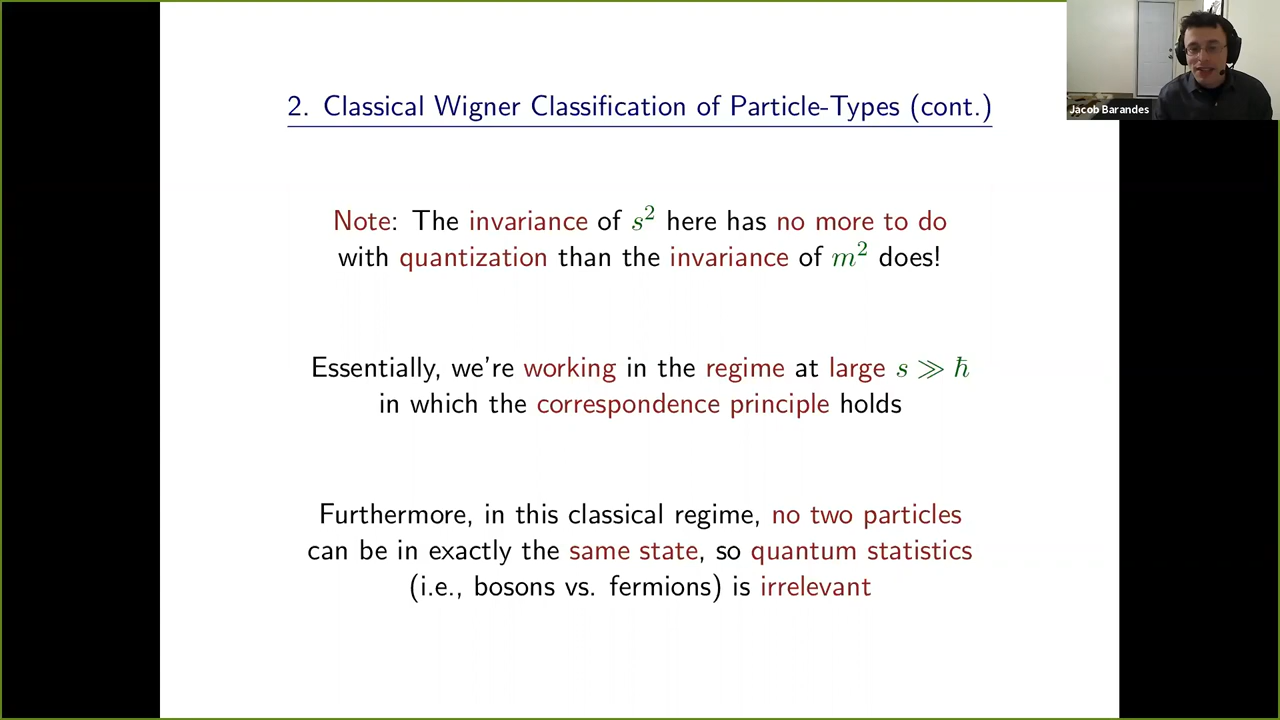 2. Classical Wigner Classification of Particle-Types (cont.)
Jacob Barandes
Note: The invariance of s² here has no more to do
with quantization than the invariance of m² does!
Essentially, we're working in the regime at large s ≫ ℏ
in which the correspondence principle holds
Furthermore, in this classical regime, no two particles
can be in exactly the same state, so quantum statistics
(i.e., bosons vs. fermions) is irrelevant